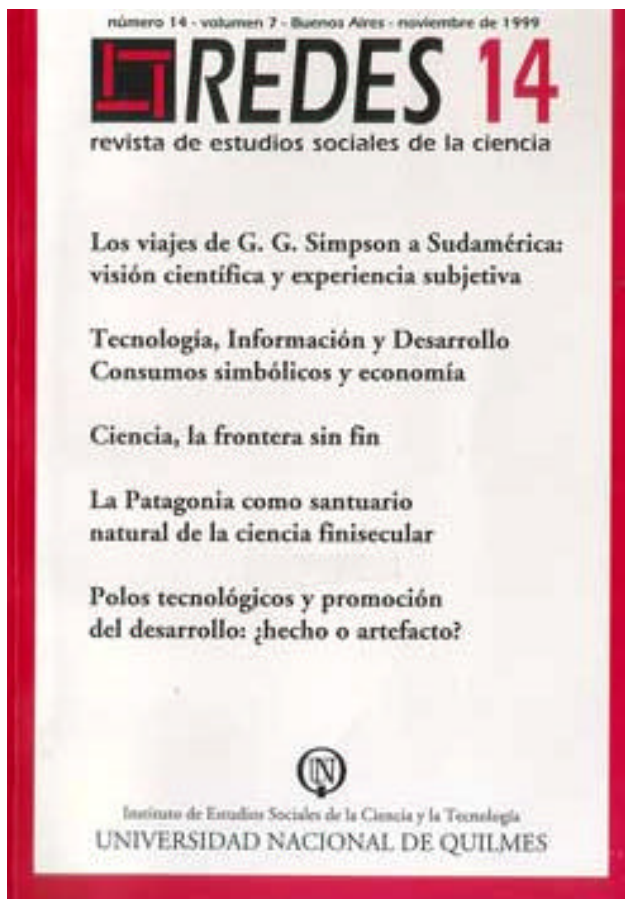 número 14 - volumen 7 - Buenos Aires - noviembre de 1999
REDES 14
revista de estudios sociales de la ciencia
Los viajes de G. G. Simpson a Sudamérica:
visión científica y experiencia subjetiva
Tecnología, Información y Desarrollo
Consumos simbólicos y economía
Ciencia, la frontera sin fin
La Patagonia como santuario
natural de la ciencia finisecular
Polos tecnológicos y promoción
del desarrollo: ¿hecho o artefacto?
Instituto de Estudios Sociales de la Ciencia y la Tecnología
UNIVERSIDAD NACIONAL DE QUILMES